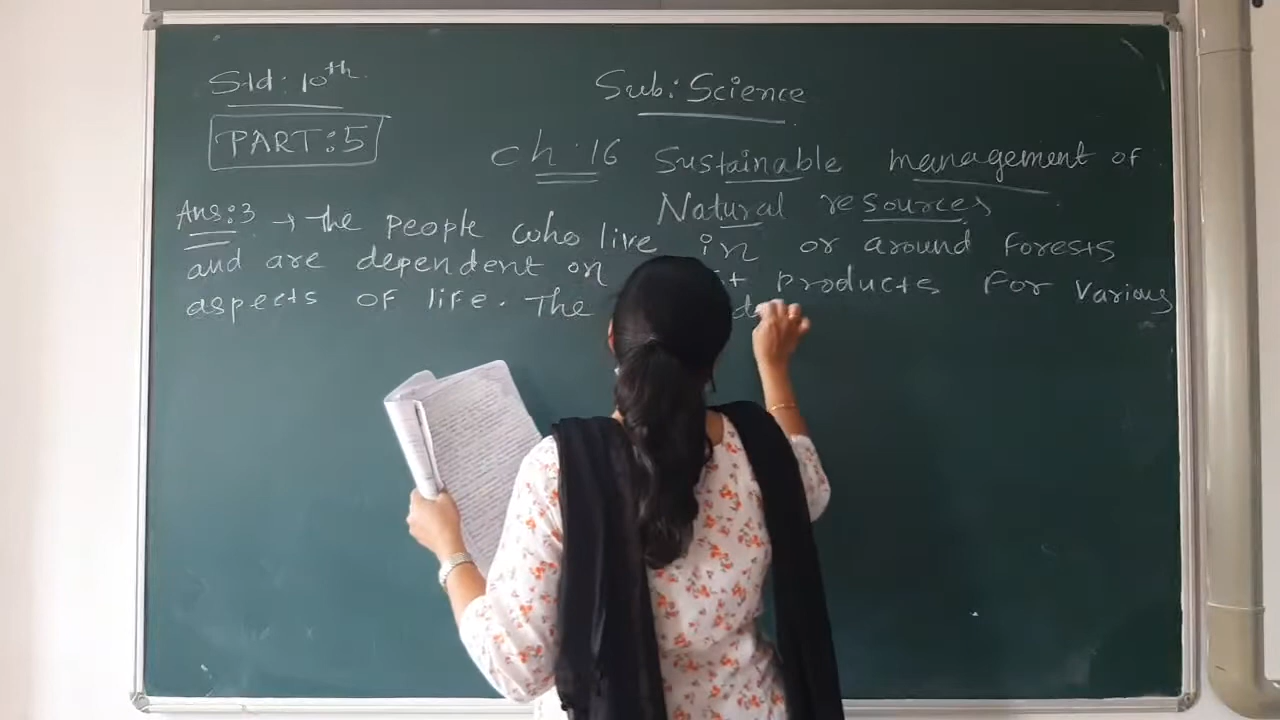 Std: 10th.
Sub: Science
PART: 5
Ch. 16 Sustainable management of
Natural resources
Ans: 3 → The people who live in or around forests
and are dependent on products for various
aspects of life. The